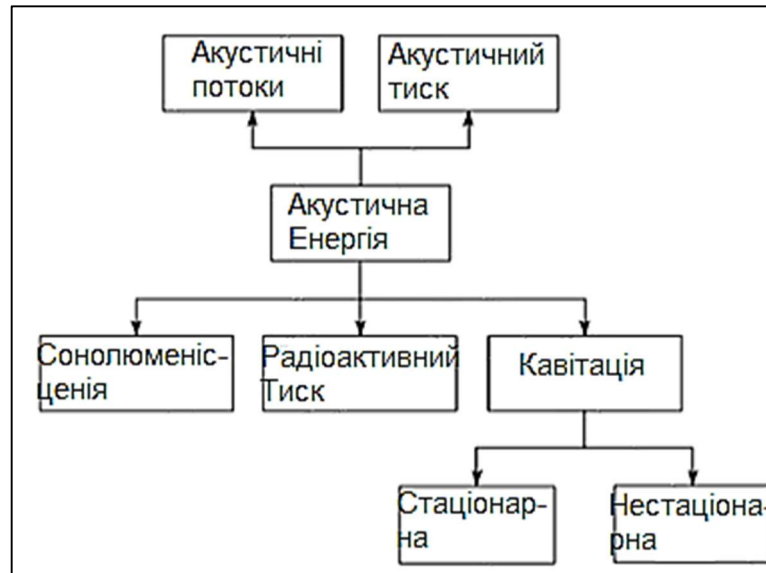 Акустичні
потоки
Акустичний
тиск
Акустична
Енергія
Сонолюменіс-
ценія
Радіоактивний
Тиск
Кавітація
Стаціонар-
на
Нестаціона-
рна